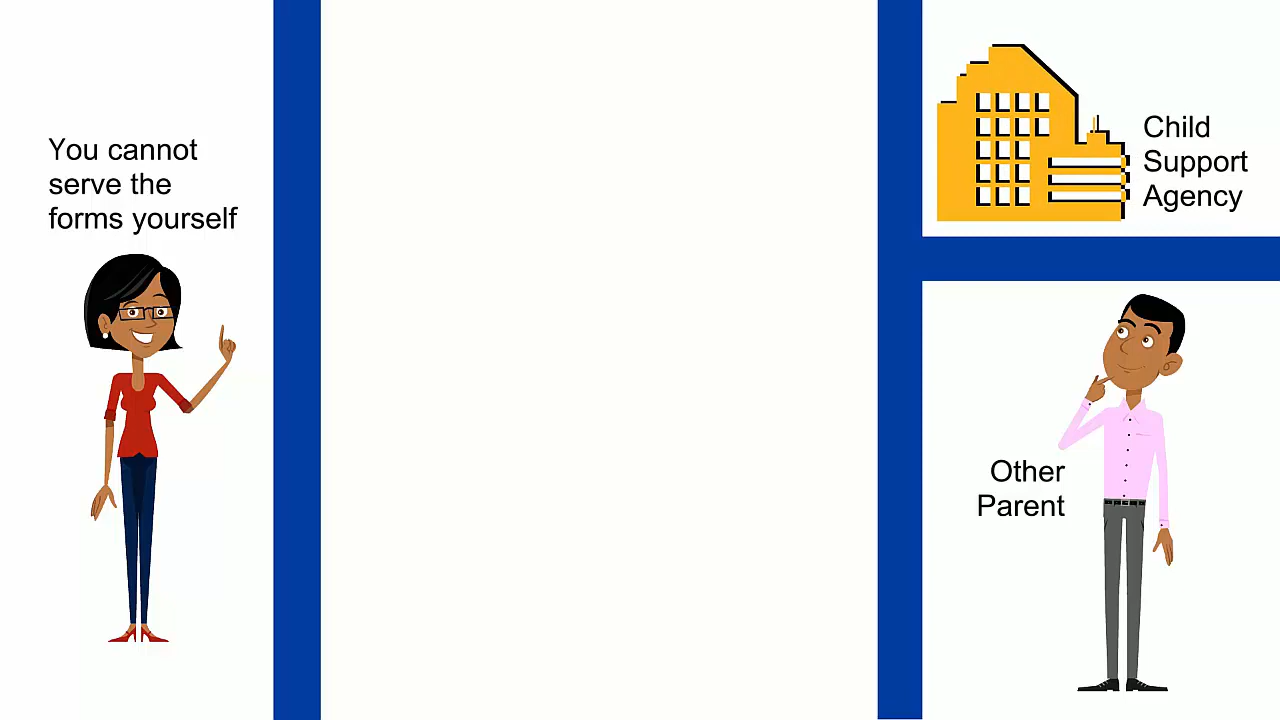 You cannot
serve the
forms yourself
Child
Support
Agency
Other
Parent